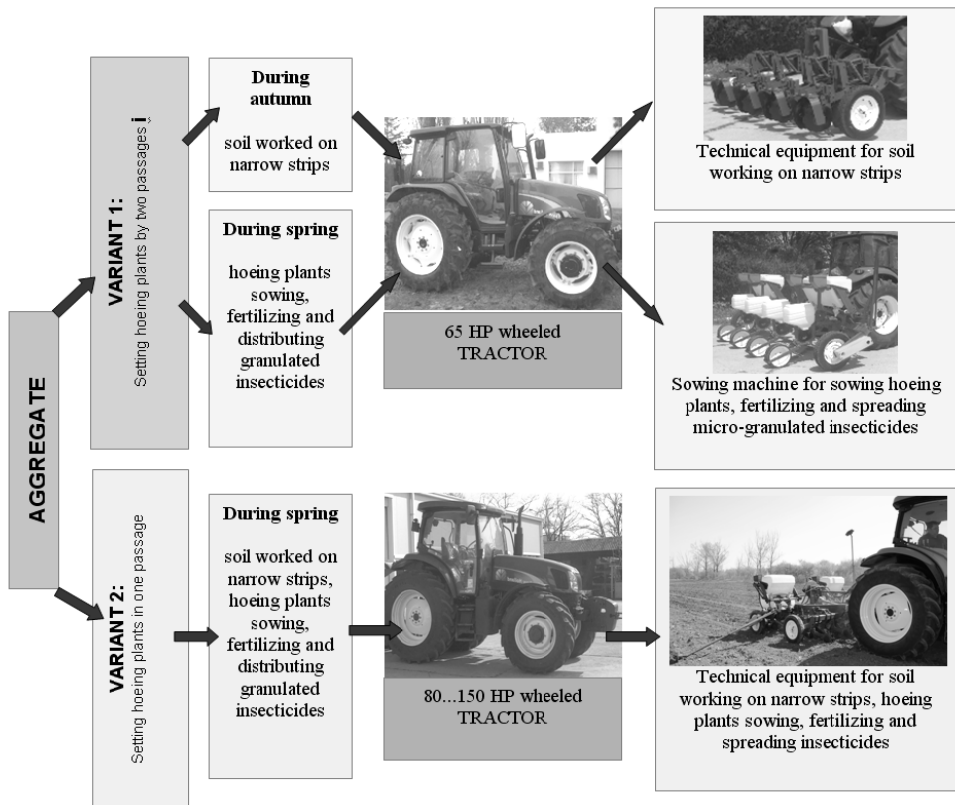 AGGREGATE
VARIANT 1:
Setting hoeing plants by two passages i
During
autumn
soil worked on
narrow strips
During spring
hoeing plants
sowing,
fertilizing and
distributing
granulated
insecticides
65 HP wheeled
TRACTOR
Technical equipment for soil
working on narrow strips
Sowing machine for sowing hoeing
plants, fertilizing and spreading
micro-granulated insecticides
VARIANT 2:
Setting hoeing plants in one passage
During spring
soil worked on
narrow strips,
hoeing plants
sowing,
fertilizing and
distributing
granulated
insecticides
80...150 HP wheeled
TRACTOR
Technical equipment for soil
working on narrow strips, hoeing
plants sowing, fertilizing and
spreading insecticides